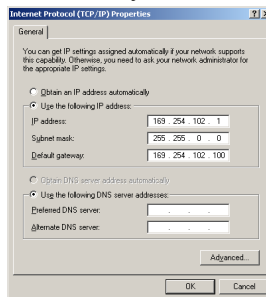 Internet Protocol (TCP/IP) Properties ? X
General
You can get IP settings assigned automatically if your network supports
this capability. Otherwise, you need to ask your network administrator for
the appropriate IP settings.
Obtain an IP address automatically
Use the following IP address:
IP address: 169 . 254 . 102 . 1
Subnet mask: 255 . 255 . 0 . 0
Default gateway: 169 . 254 . 102 . 100
Obtain DNS server address automatically
Use the following DNS server addresses:
Preferred DNS server: . . .
Alternate DNS server: . . .
Advanced...
OK Cancel